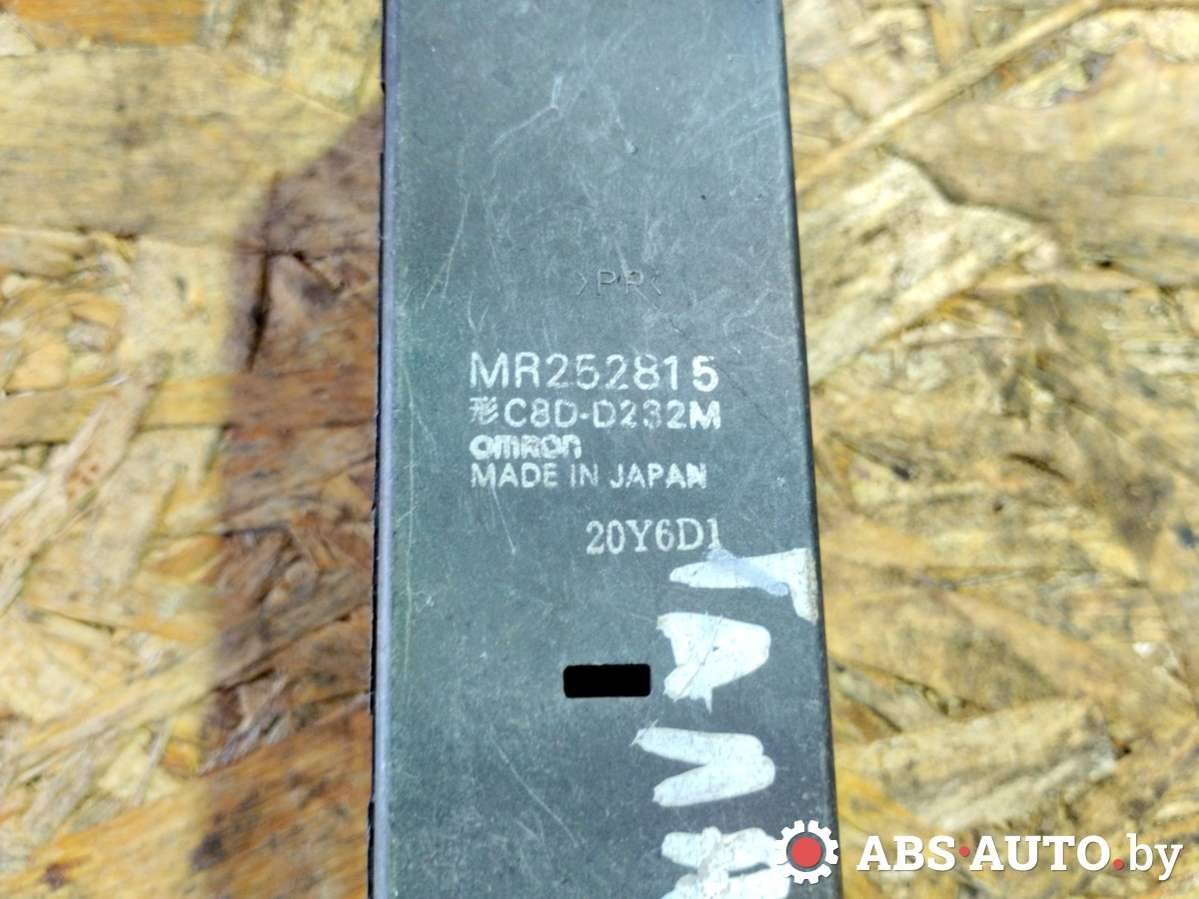 >PP<
MR252815
形C8D-D232M
omron
MADE IN JAPAN
20Y6D1
ABS-AUTO.by